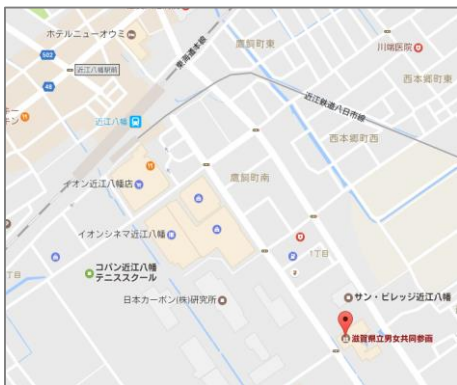 ホテルニューオウミ
東海道本線
鷹飼町東
川端医院
502
近江八幡駅前
48
西本郷町東
近江鉄道八日市線
近江八幡
西本郷町西
イオン近江八幡店
鷹飼町南
イオンシネマ近江八幡
1丁目
丁目
コパン近江八幡
テニススクール
日本カーボン(株)研究所
サン・ビレッジ近江八幡
滋賀県立男女共同参画